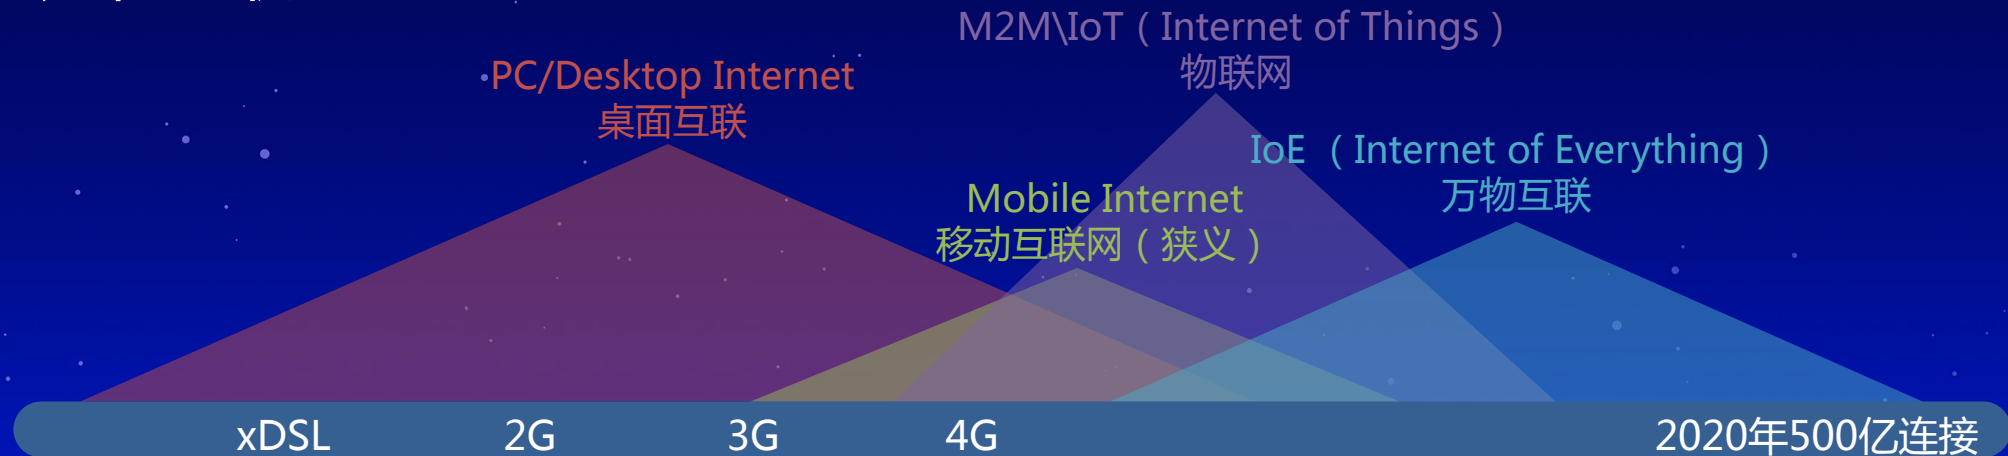 M2M\IoT（Internet of Things）
物联网
•PC/Desktop Internet
桌面互联
IoE （Internet of Everything）
万物互联
Mobile Internet
移动互联网（狭义）
xDSL 2G 3G 4G 2020年500亿连接